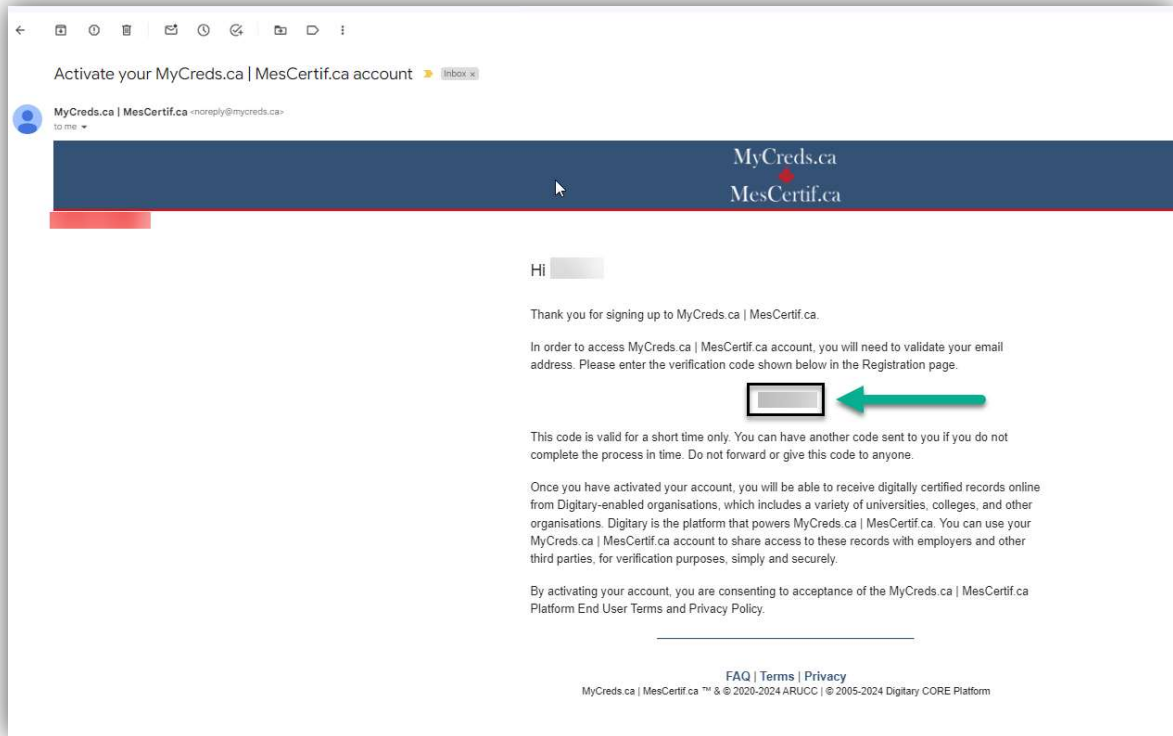 Activate your MyCreds.ca | MesCertif.ca account Inbox x
MyCreds.ca | MesCertif.ca <noreply@mycreds.ca>
to me
MyCreds.ca
MesCertif.ca
Hi
Thank you for signing up to MyCreds.ca | MesCertif.ca.
In order to access MyCreds.ca | MesCertif.ca account, you will need to validate your email
address. Please enter the verification code shown below in the Registration page.
This code is valid for a short time only. You can have another code sent to you if you do not
complete the process in time. Do not forward or give this code to anyone.
Once you have activated your account, you will be able to receive digitally certified records online
from Digitary-enabled organisations, which includes a variety of universities, colleges, and other
organisations. Digitary is the platform that powers MyCreds.ca | MesCertif.ca. You can use your
MyCreds.ca | MesCertif.ca account to share access to these records with employers and other
third parties, for verification purposes, simply and securely.
By activating your account, you are consenting to acceptance of the MyCreds.ca | MesCertif.ca
Platform End User Terms and Privacy Policy.
FAQ | Terms | Privacy
MyCreds.ca | MesCertif.ca ™ & © 2020-2024 ARUCC | © 2005-2024 Digitary CORE Platform